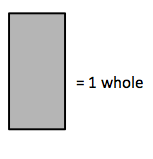 = 1 whole